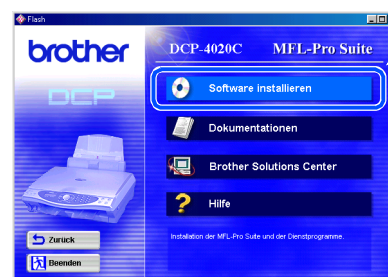 Flash
brother
DCP-4020C MFL-Pro Suite
DCP
Software installieren
Dokumentationen
Brother Solutions Center
Hilfe
Installation der MFL-Pro Suite und der Dienstprogramme.
Zurück
Beenden